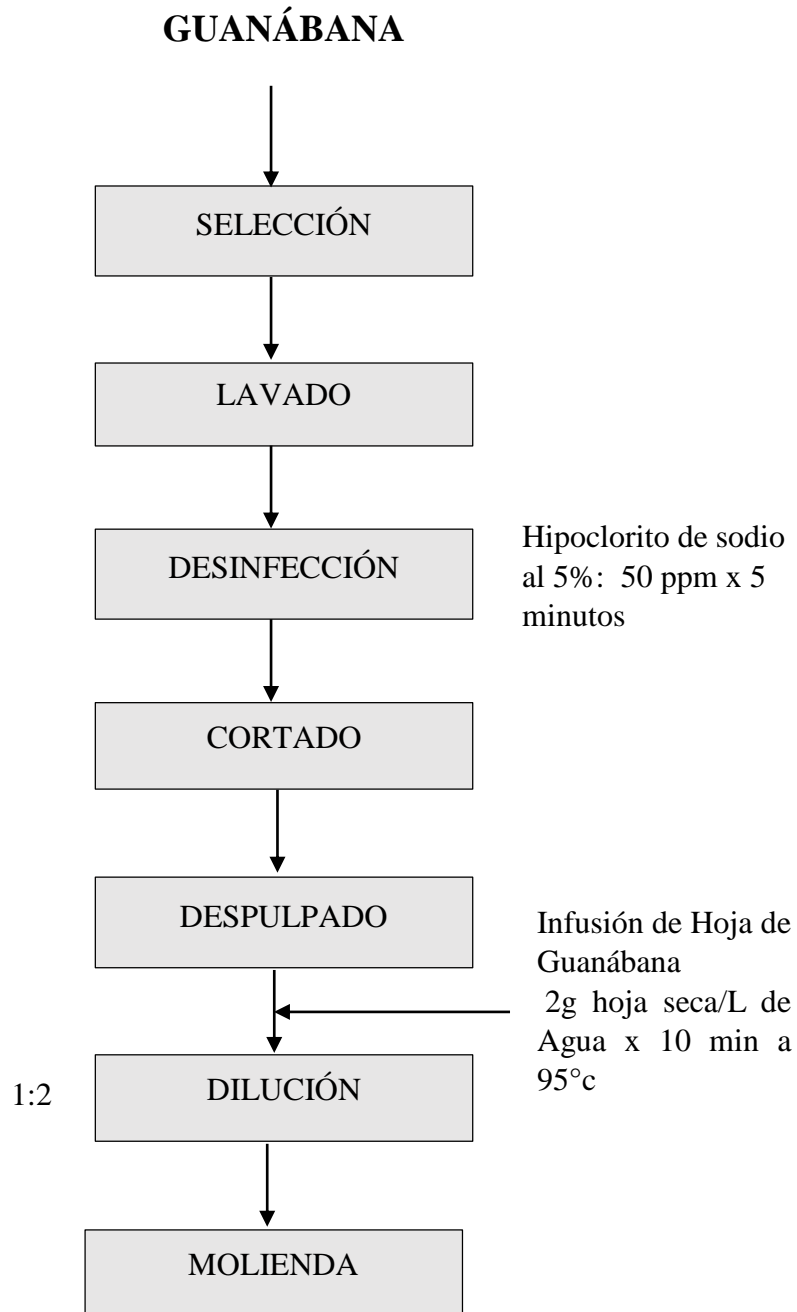 GUANÁBANA
SELECCIÓN
LAVADO
DESINFECCIÓN
Hipoclorito de sodio
al 5%: 50 ppm x 5
minutos
CORTADO
DESPULPADO
Infusión de Hoja de
Guanábana
2g hoja seca/L de
Agua x 10 min a
95°c
1:2
DILUCIÓN
MOLIENDA